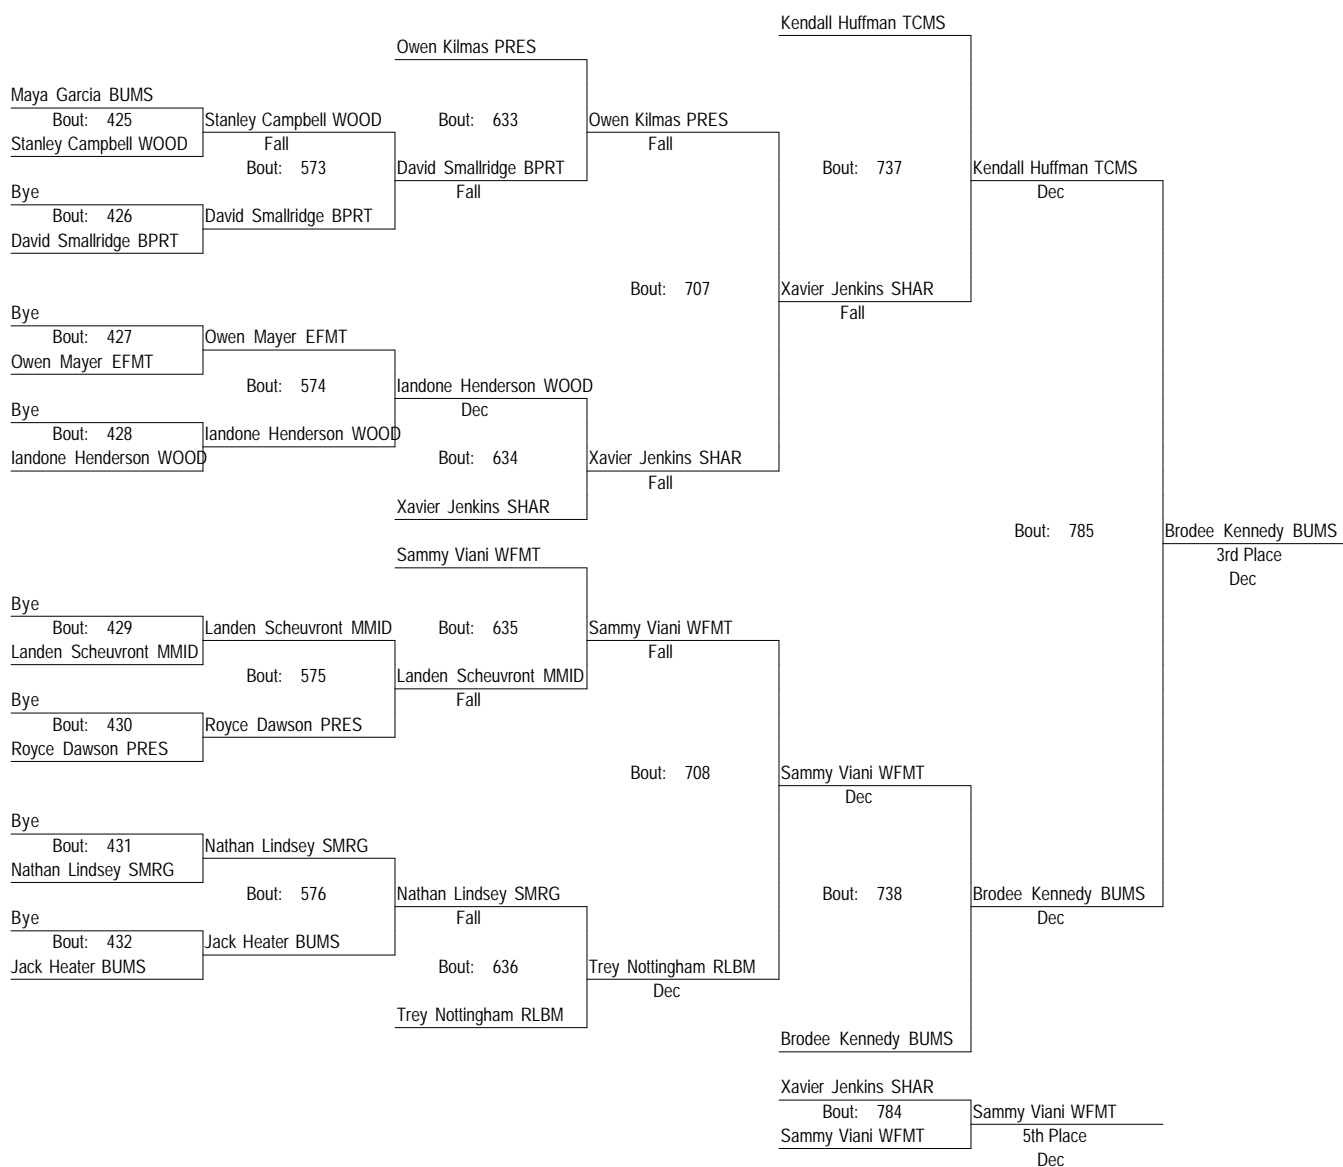 Kendall Huffman TCMS
Owen Kilmas PRES
Maya Garcia BUMS
Bout: 425
Stanley Campbell WOOD
Stanley Campbell WOOD
Fall
Bout: 573
Bye
Bout: 426
David Smallridge BPRT
David Smallridge BPRT
Bout: 633
David Smallridge BPRT
Fall
Owen Kilmas PRES
Fall
Bout: 737
Kendall Huffman TCMS
Dec
Bout: 707
Xavier Jenkins SHAR
Fall
Bye
Bout: 427
Owen Mayer EFMT
Owen Mayer EFMT
Bout: 574
Bye
Bout: 428
Iandone Henderson WOOD
Iandone Henderson WOOD
Iandone Henderson WOOD
Dec
Bout: 634
Xavier Jenkins SHAR
Xavier Jenkins SHAR
Fall
Bout: 785
Brodee Kennedy BUMS
3rd Place
Dec
Sammy Viani WFMT
Bye
Bout: 429
Landen Scheuvront MMID
Landen Scheuvront MMID
Bout: 575
Bye
Bout: 430
Royce Dawson PRES
Royce Dawson PRES
Bout: 635
Landen Scheuvront MMID
Fall
Sammy Viani WFMT
Fall
Bout: 708
Sammy Viani WFMT
Dec
Bye
Bout: 431
Nathan Lindsey SMRG
Nathan Lindsey SMRG
Bout: 576
Bye
Bout: 432
Jack Heater BUMS
Jack Heater BUMS
Nathan Lindsey SMRG
Fall
Bout: 636
Trey Nottingham RLBM
Trey Nottingham RLBM
Dec
Bout: 738
Brodee Kennedy BUMS
Dec
Brodee Kennedy BUMS
Xavier Jenkins SHAR
Bout: 784
Sammy Viani WFMT
Sammy Viani WFMT
5th Place
Dec